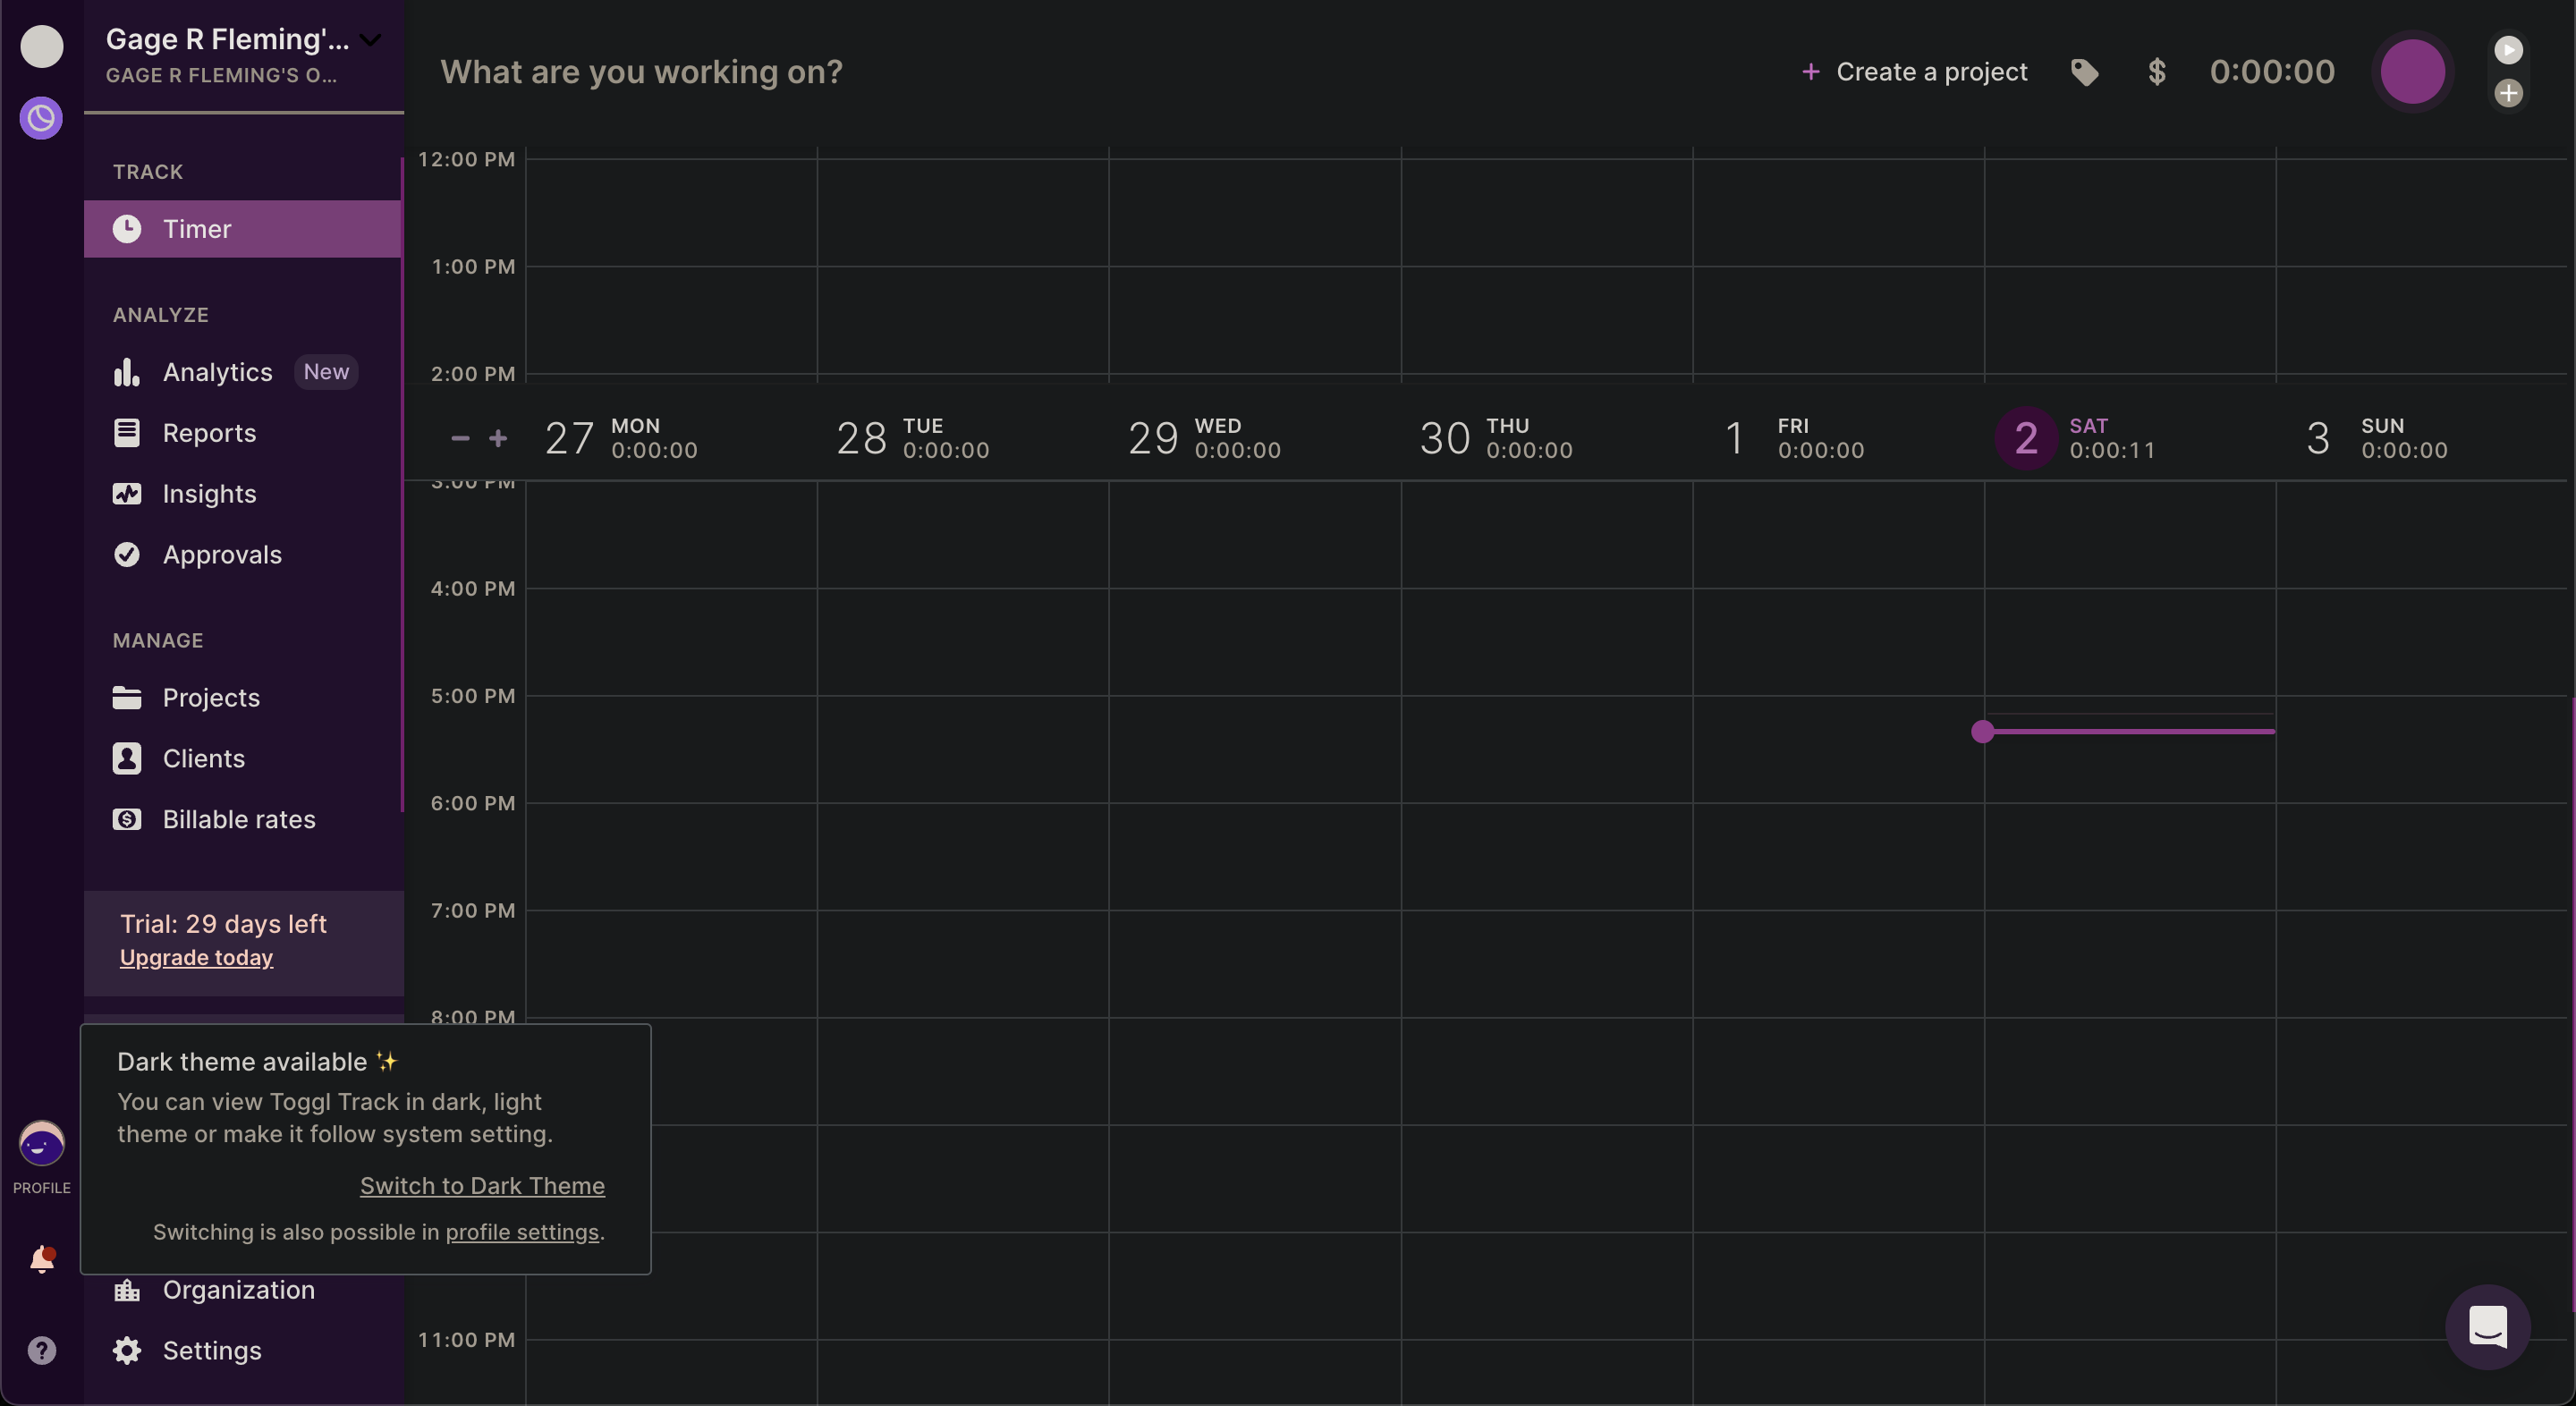 Gage R Fleming'...
GAGE R FLEMING'S O...
TRACK
Timer
ANALYZE
Analytics New
Reports
Insights
Approvals
MANAGE
Projects
Clients
Billable rates
Trial: 29 days left
Upgrade today
Dark theme available ✨
You can view Toggl Track in dark, light
theme or make it follow system setting.
Switch to Dark Theme
Switching is also possible in profile settings.
PROFILE
Organization
Settings
What are you working on?
+ Create a project $ 0:00:00
12:00 PM
1:00 PM
2:00 PM
− + 27 MON 0:00:00
28 TUE 0:00:00
29 WED 0:00:00
30 THU 0:00:00
1 FRI 0:00:00
2 SAT 0:00:11
3 SUN 0:00:00
3:00 PM
4:00 PM
5:00 PM
6:00 PM
7:00 PM
8:00 PM
11:00 PM